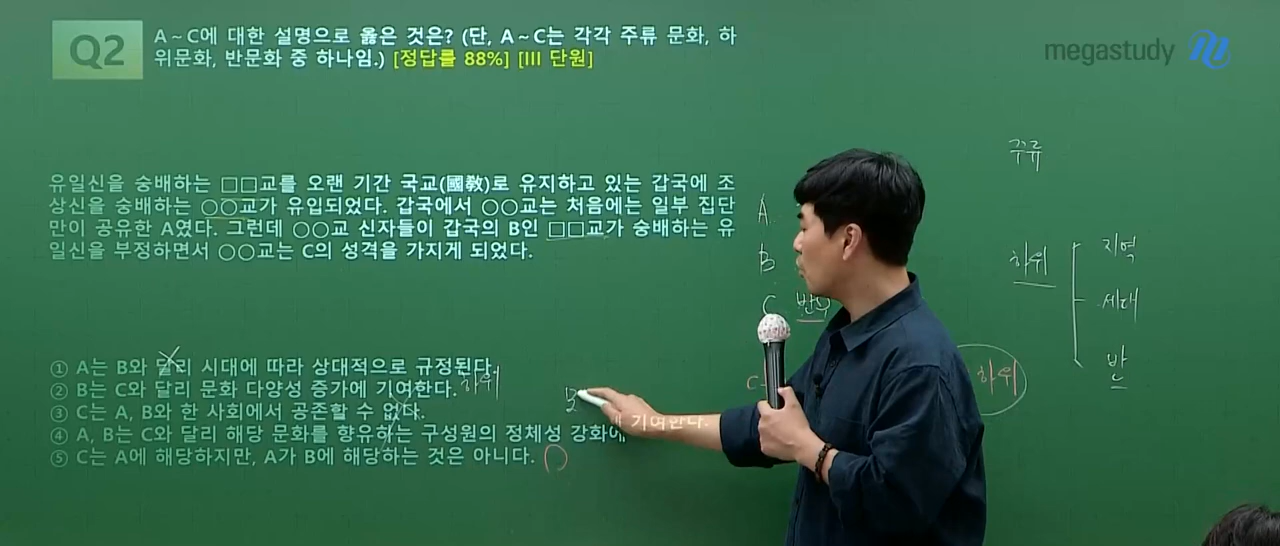 Q2
A~C에 대한 설명으로 옳은 것은? (단, A~C는 각각 주류 문화, 하
위문화, 반문화 중 하나임.) [정답률 88%] [III 단원]
megastudy
유일신을 숭배하는 □□교를 오랜 기간 국교(國敎)로 유지하고 있는 갑국에 조
상신을 숭배하는 ○○교가 유입되었다. 갑국에서 ○○교는 처음에는 일부 집단
만이 공유한 A였다. 그런데 ○○교 신자들이 갑국의 B인 □□교가 숭배하는 유
일신을 부정하면서 ○○교는 C의 성격을 가지게 되었다.
① A는 B와 달리 시대에 따라 상대적으로 규정된다.
② B는 C와 달리 문화 다양성 증가에 기여한다.
하위
③ C는 A, B와 한 사회에서 공존할 수 없다.
④ A, B는 C와 달리 해당 문화를 향유하는 구성원의 정체성 강화에
기여한다.
⑤ C는 A에 해당하지만, A가 B에 해당하는 것은 아니다.
A
B
C 반문
C
하위
주류
하위
지역
세대
반